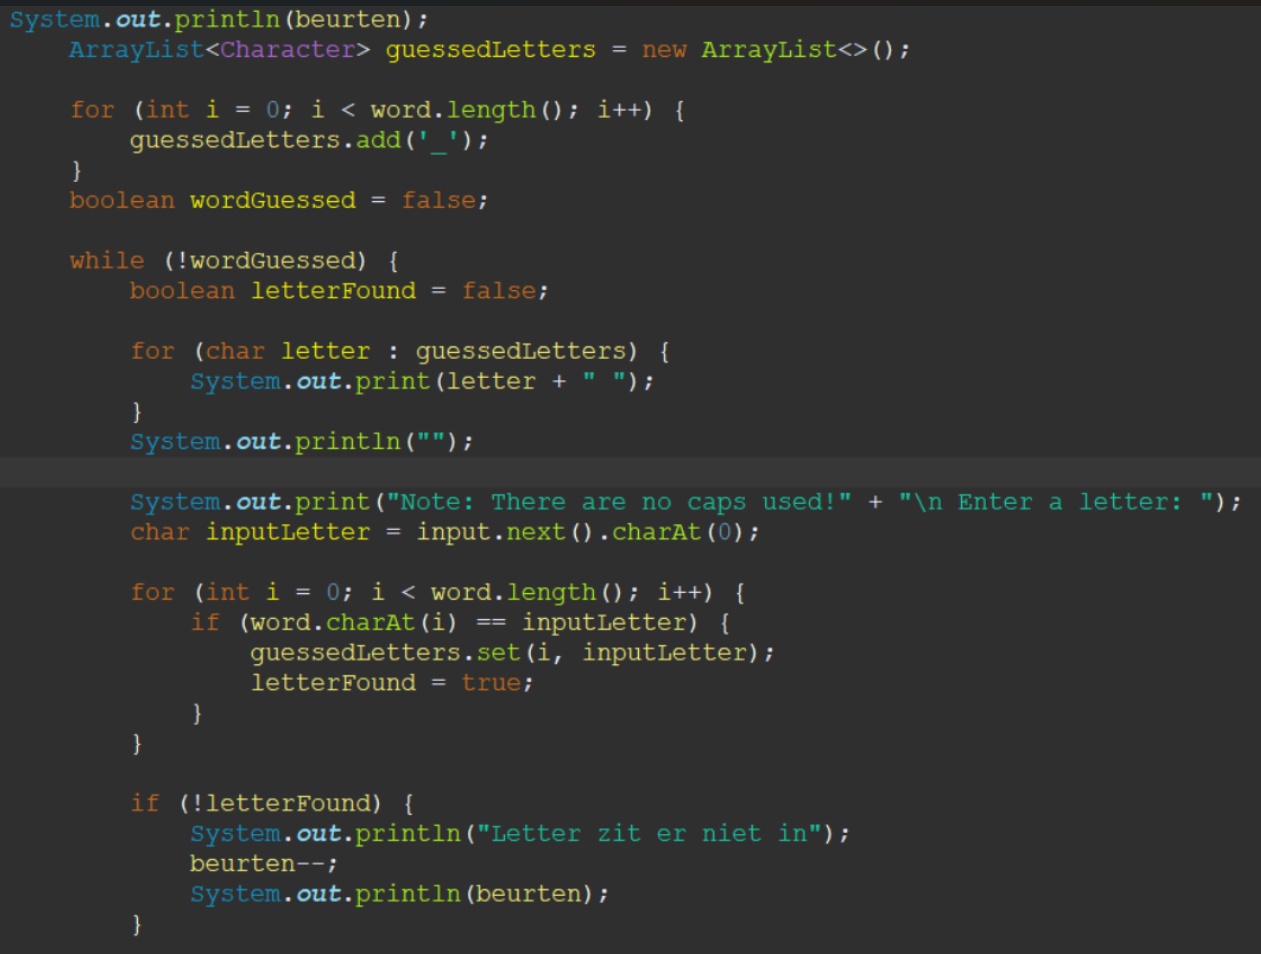 System.out.println(beurten);
    ArrayList<Character> guessedLetters = new ArrayList<>();

    for (int i = 0; i < word.length(); i++) {
        guessedLetters.add('_');
    }
    boolean wordGuessed = false;

    while (!wordGuessed) {
        boolean letterFound = false;

        for (char letter : guessedLetters) {
            System.out.print(letter + " ");
        }
        System.out.println("");

        System.out.print("Note: There are no caps used!" + "\n Enter a letter: ");
        char inputLetter = input.next().charAt(0);

        for (int i = 0; i < word.length(); i++) {
            if (word.charAt(i) == inputLetter) {
                guessedLetters.set(i, inputLetter);
                letterFound = true;
            }
        }

        if (!letterFound) {
            System.out.println("Letter zit er niet in");
            beurten--;
            System.out.println(beurten);
        }